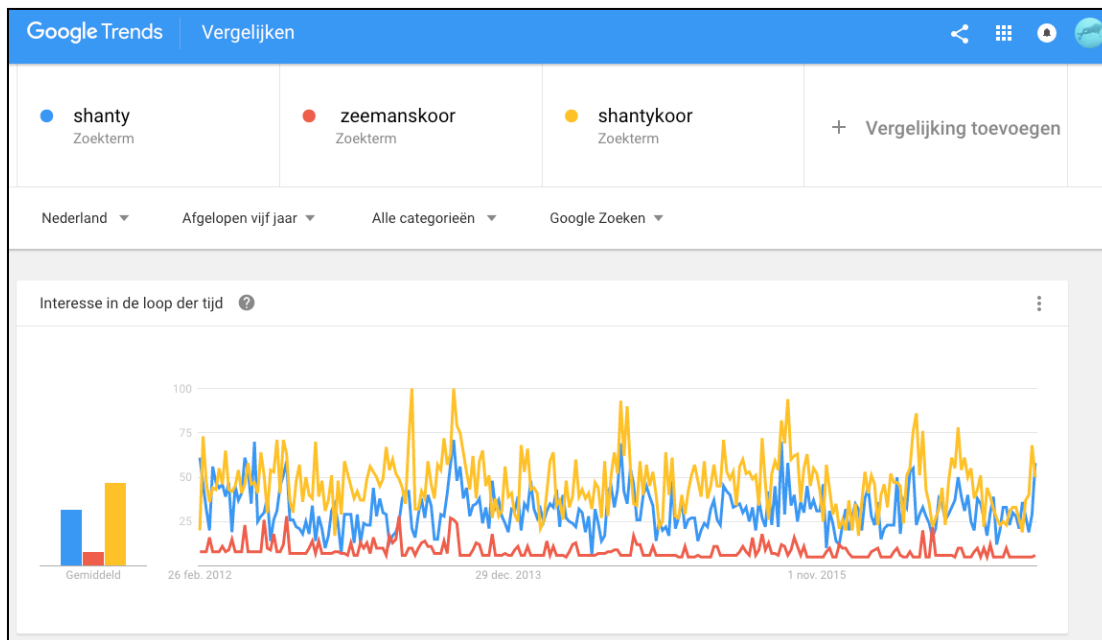 Google Trends Vergelijken
shanty
Zoekterm
zeemanskoor
Zoekterm
shantykoor
Zoekterm
+ Vergelijking toevoegen
Nederland Afgelopen vijf jaar Alle categorieën Google Zoeken
Interesse in de loop der tijd ?
100
75
50
25
Gemiddeld
26 feb. 2012 29 dec. 2013 1 nov. 2015